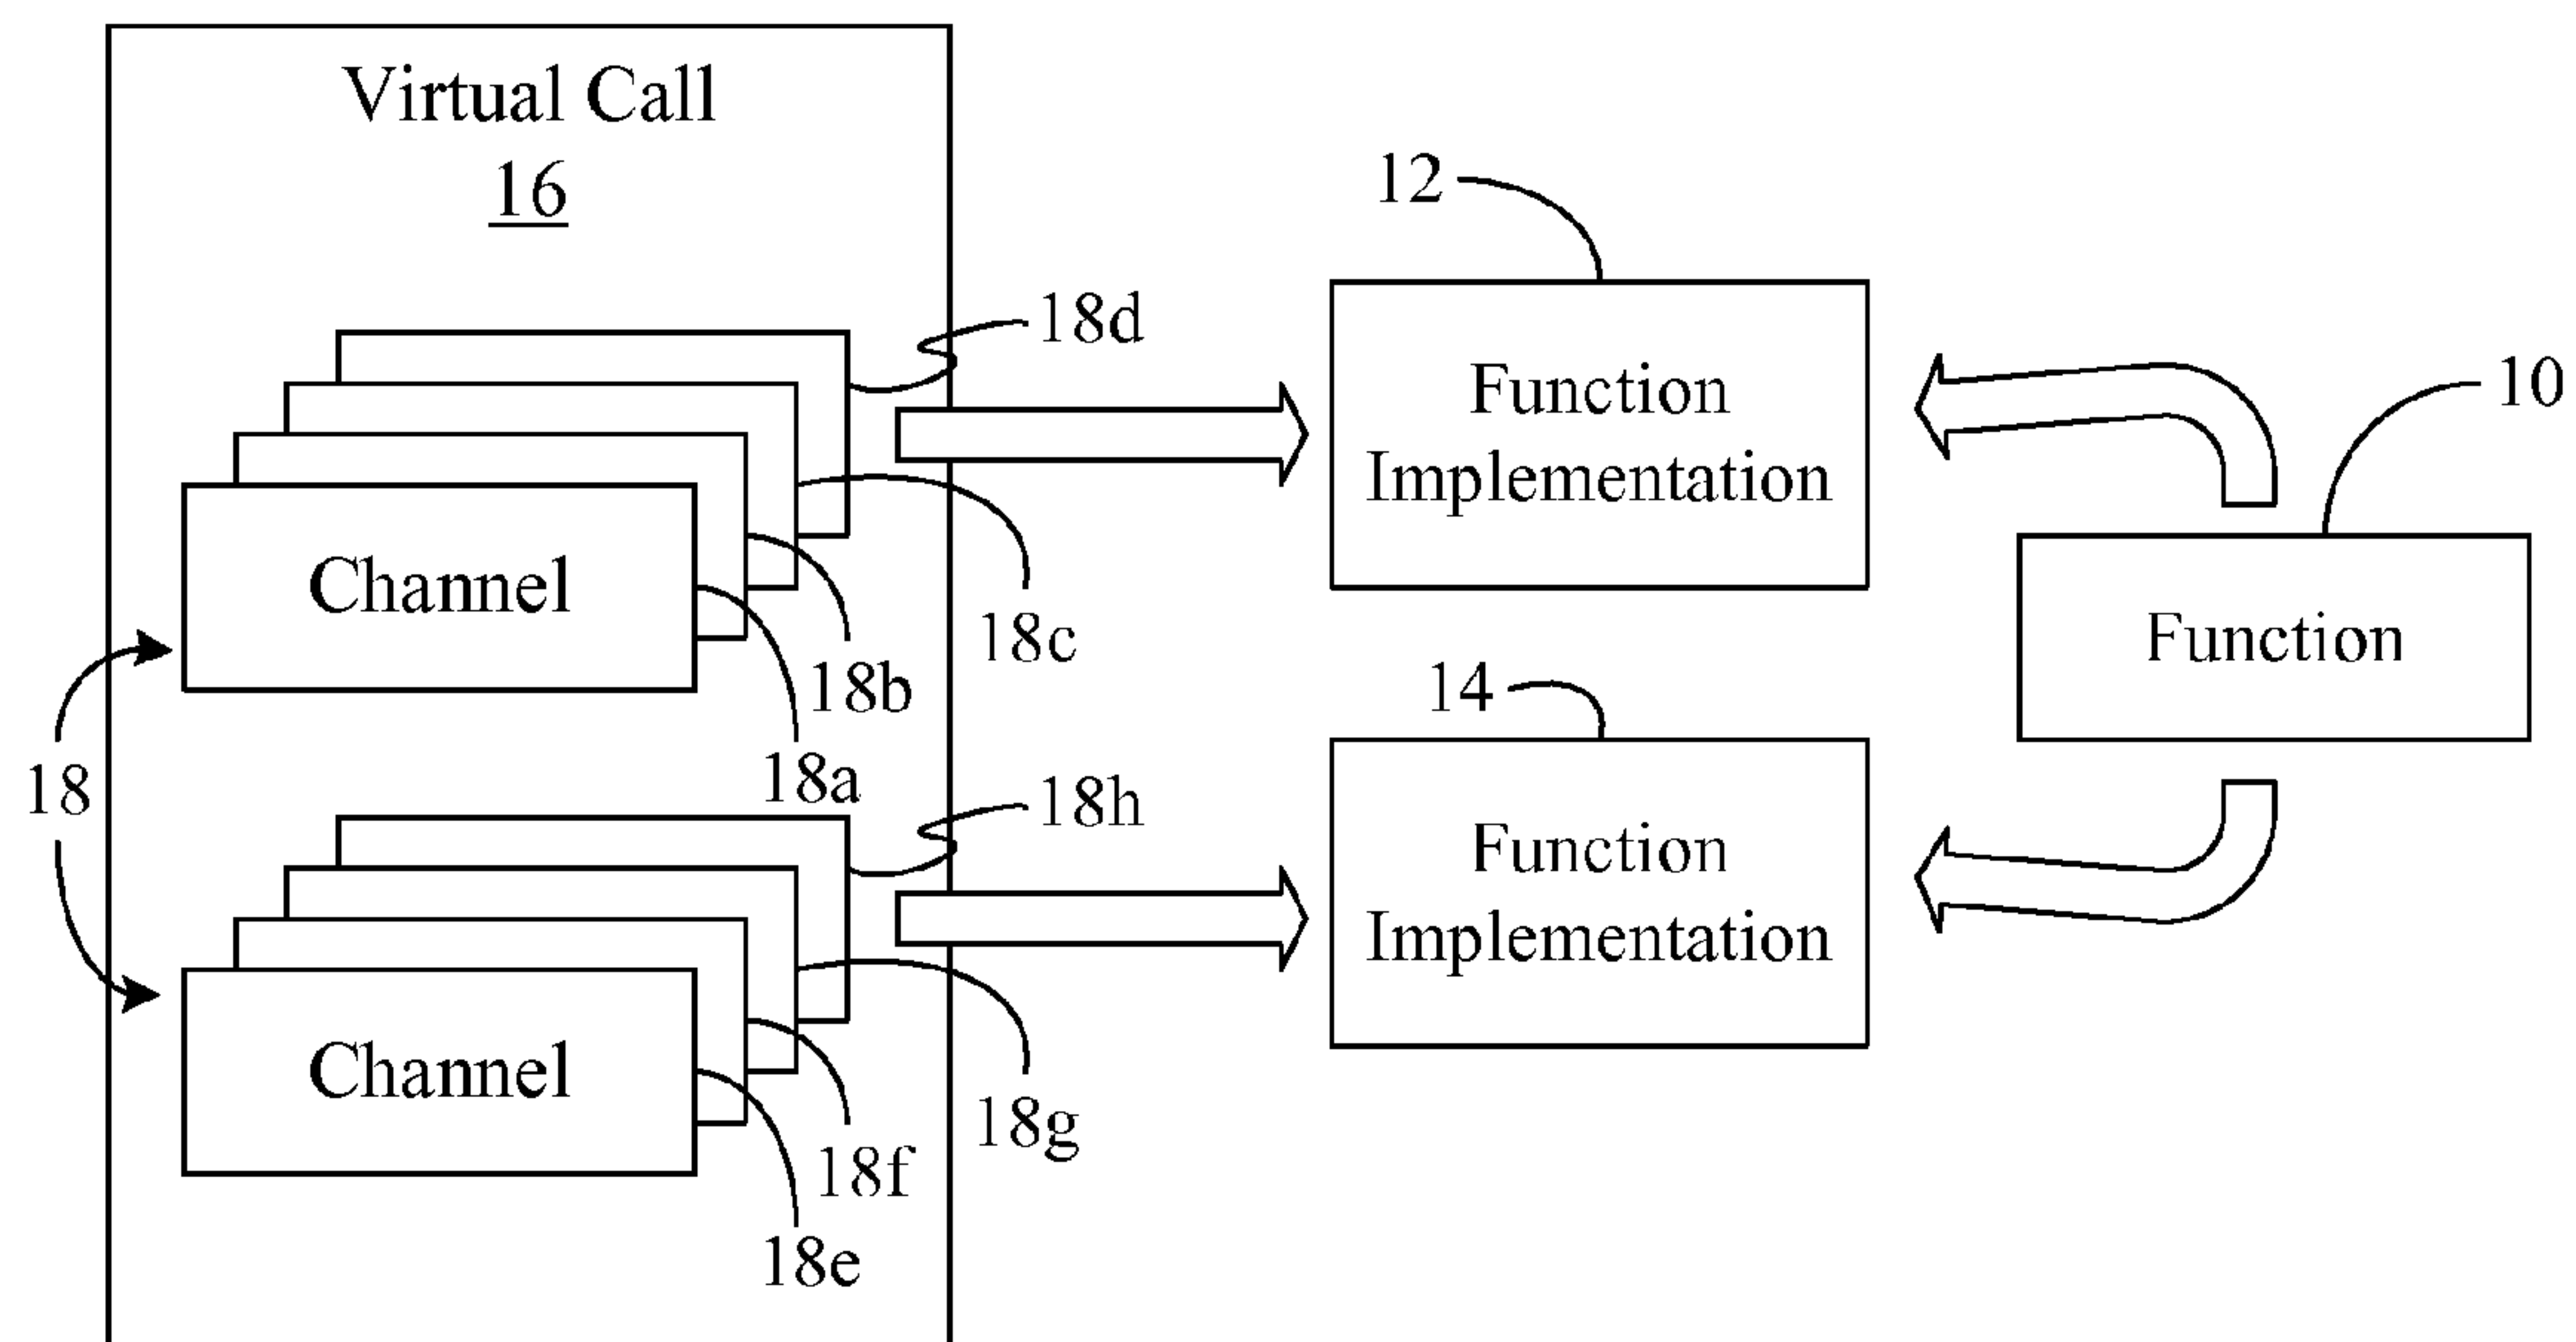 Virtual Call
16
12
18d
10
Function
Implementation
Channel
Function
18c
18b
14
18a
18
18h
Function
Implementation
Channel
18g
18f
18e